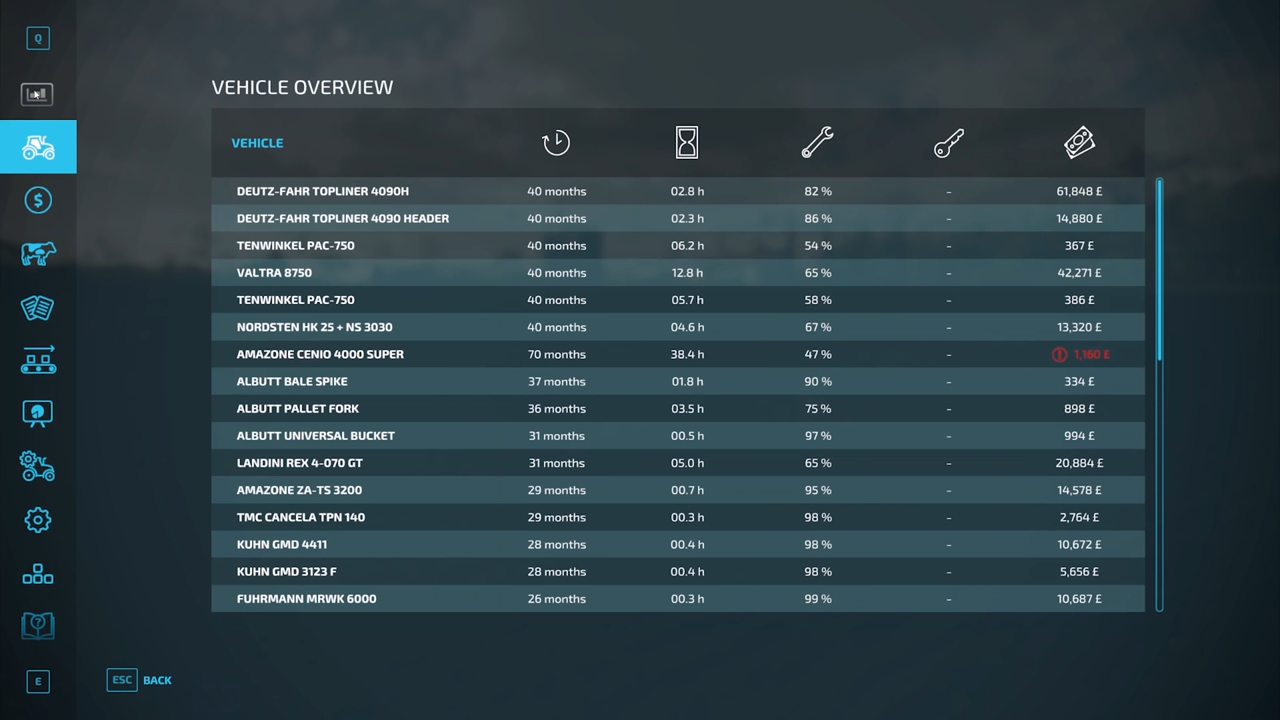 Q
VEHICLE OVERVIEW
VEHICLE
DEUTZ-FAHR TOPLINER 4090H 40 months 02.8 h 82 % - 61,848 £
DEUTZ-FAHR TOPLINER 4090 HEADER 40 months 02.3 h 86 % - 14,880 £
TENWINKEL PAC-750 40 months 06.2 h 54 % - 367 £
VALTRA 8750 40 months 12.8 h 65 % - 42,271 £
TENWINKEL PAC-750 40 months 05.7 h 58 % - 386 £
NORDSTEN HK 25 + NS 3030 40 months 04.6 h 67 % - 13,320 £
AMAZONE CENIO 4000 SUPER 70 months 38.4 h 47 % - 1,160 £
ALBUTT BALE SPIKE 37 months 01.8 h 90 % - 334 £
ALBUTT PALLET FORK 36 months 03.5 h 75 % - 898 £
ALBUTT UNIVERSAL BUCKET 31 months 00.5 h 97 % - 994 £
LANDINI REX 4-070 GT 31 months 05.0 h 65 % - 20,884 £
AMAZONE ZA-TS 3200 29 months 00.7 h 95 % - 14,578 £
TMC CANCELA TPN 140 29 months 00.3 h 98 % - 2,764 £
KUHN GMD 4411 28 months 00.4 h 98 % - 10,672 £
KUHN GMD 3123 F 28 months 00.4 h 98 % - 5,656 £
FUHRMANN MRWK 6000 26 months 00.3 h 99 % - 10,687 £
E
ESC BACK